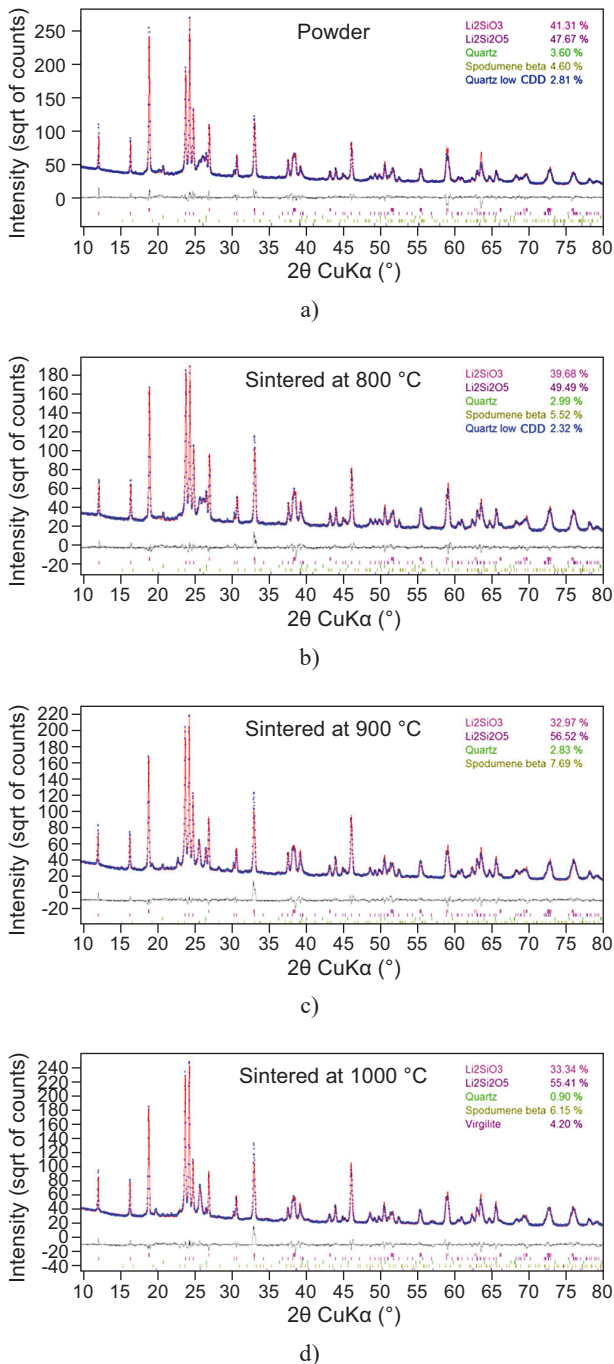 Powder
Li2SiO3 41.31 %
Li2Si2O5 47.67 %
Quartz 3.60 %
Spodumene beta 4.60 %
Quartz low CDD 2.81 %
Intensity (sqrt of counts)
250
200
150
100
50
0
10 15 20 25 30 35 40 45 50 55 60 65 70 75 80
2θ CuKα (°)
a)
Sintered at 800 °C
Li2SiO3 39.68 %
Li2Si2O5 49.49 %
Quartz 2.99 %
Spodumene beta 5.52 %
Quartz low CDD 2.32 %
Intensity (sqrt of counts)
180
160
140
120
100
80
60
40
20
0
-20
10 15 20 25 30 35 40 45 50 55 60 65 70 75 80
2θ CuKα (°)
b)
Sintered at 900 °C
Li2SiO3 32.97 %
Li2Si2O5 56.52 %
Quartz 2.83 %
Spodumene beta 7.69 %
Intensity (sqrt of counts)
220
200
180
160
140
120
100
80
60
40
20
0
-20
10 15 20 25 30 35 40 45 50 55 60 65 70 75 80
2θ CuKα (°)
c)
Sintered at 1000 °C
Li2SiO3 33.34 %
Li2Si2O5 55.41 %
Quartz 0.90 %
Spodumene beta 6.15 %
Virgilite 4.20 %
Intensity (sqrt of counts)
240
220
200
180
160
140
120
100
80
60
40
20
0
-20
-40
10 15 20 25 30 35 40 45 50 55 60 65 70 75 80
2θ CuKα (°)
d)